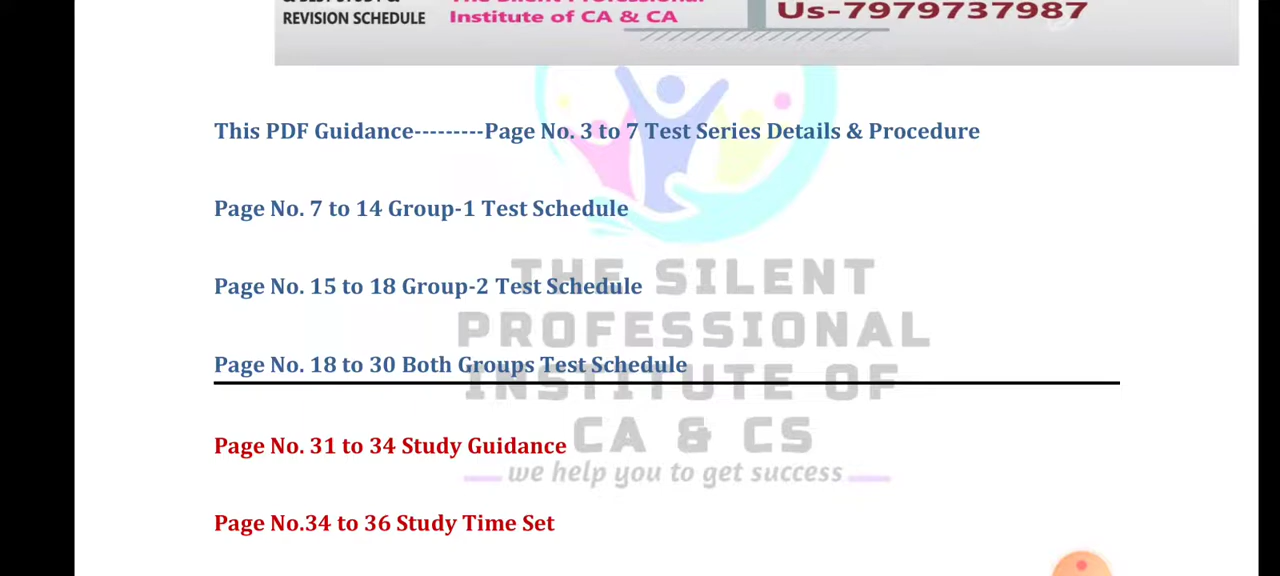 REVISION SCHEDULE
Institute of CA & CA
Us-7979737987
This PDF Guidance---------Page No. 3 to 7 Test Series Details & Procedure
Page No. 7 to 14 Group-1 Test Schedule
Page No. 15 to 18 Group-2 Test Schedule
Page No. 18 to 30 Both Groups Test Schedule
Page No. 31 to 34 Study Guidance
Page No.34 to 36 Study Time Set
THE SILENT
PROFESSIONAL
INSTITUTE OF
CA & CS
we help you to get success